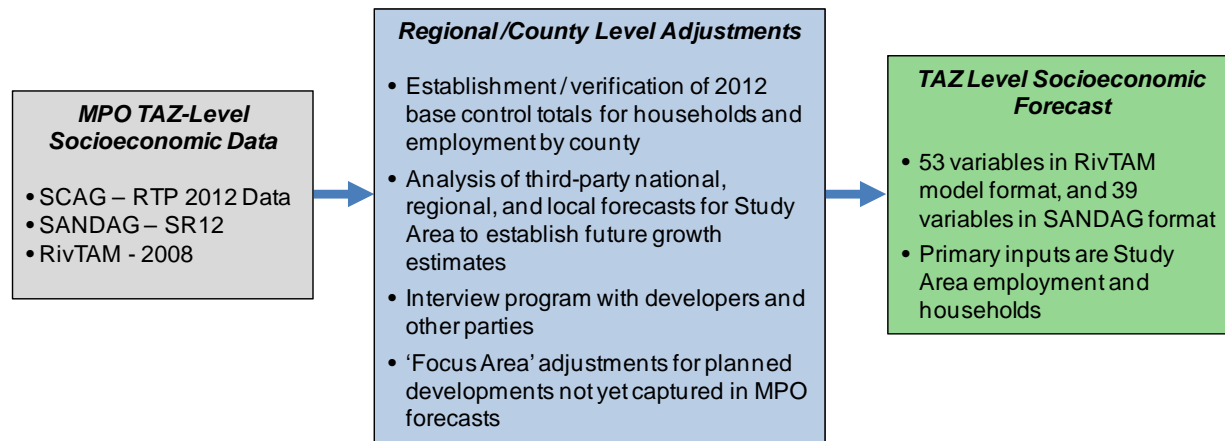 MPO TAZ-Level
Socioeconomic Data
• SCAG – RTP 2012 Data
• SANDAG – SR12
• RivTAM - 2008
Regional/County Level Adjustments
• Establishment / verification of 2012
base control totals for households and
employment by county
• Analysis of third-party national,
regional, and local forecasts for Study
Area to establish future growth
estimates
• Interview program with developers and
other parties
• ‘Focus Area’ adjustments for planned
developments not yet captured in MPO
forecasts
TAZ Level Socioeconomic
Forecast
• 53 variables in RivTAM
model format, and 39
variables in SANDAG format
• Primary inputs are Study
Area employment and
households